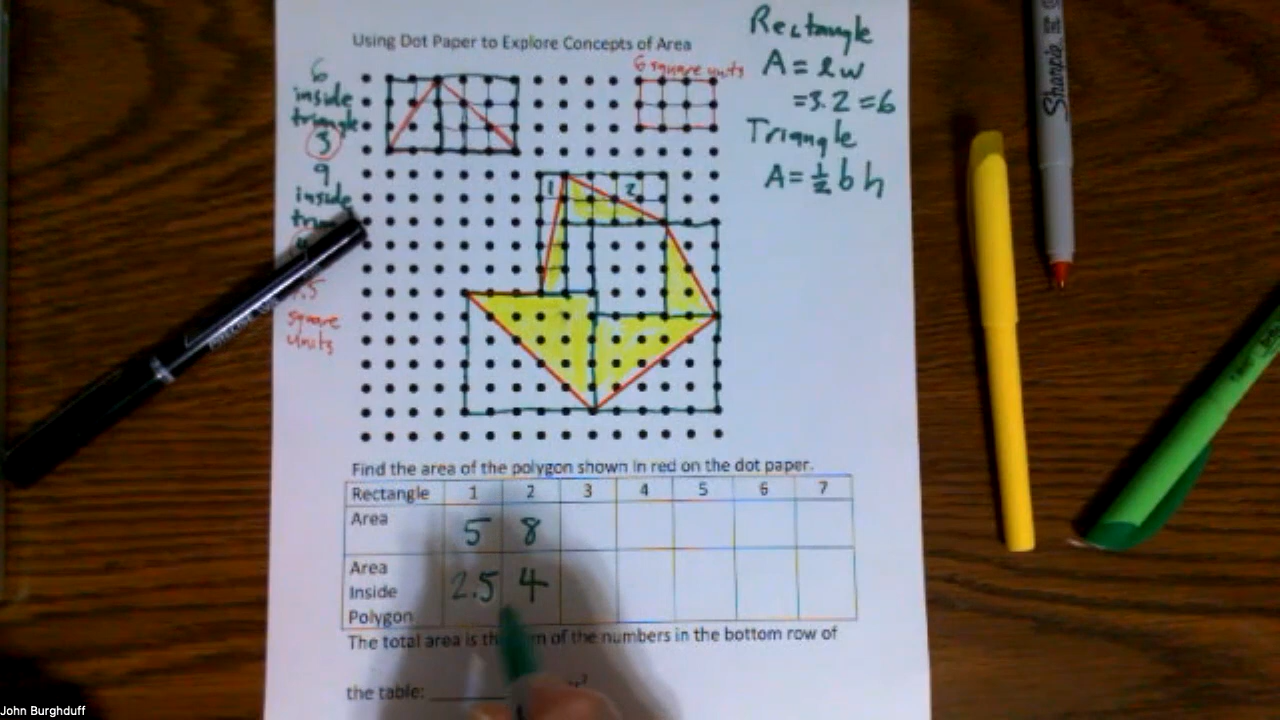 Using Dot Paper to Explore Concepts of Area
6
inside
triangle
3
9
inside
square
units
6 square units
Rectangle
A = lw
=3.2 =6
Triangle
A= 1/2 b h
1 2
Find the area of the polygon shown in red on the dot paper.
Rectangle 1 2 3 4 5 6 7
Area 5 8
Area
Inside 2.5 4
Polygon
The total area is the of the numbers in the bottom row of
the table:
Sharpie
John Burghduff